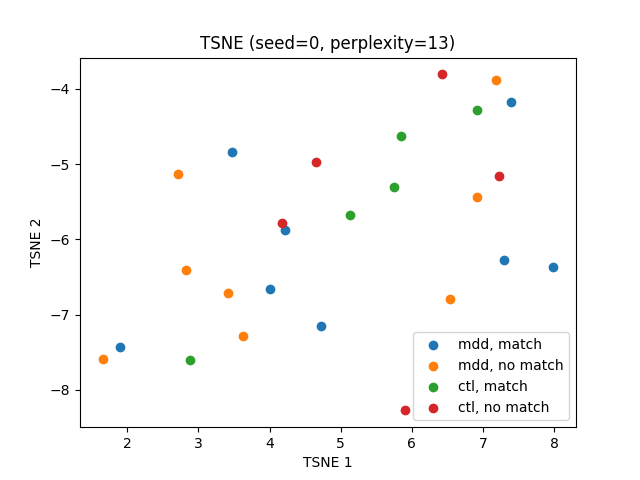 TSNE (seed=0, perplexity=13)
−4
−5
−6
−7
−8
TSNE 2
mdd, match
mdd, no match
ctl, match
ctl, no match
2 3 4 5 6 7 8
TSNE 1